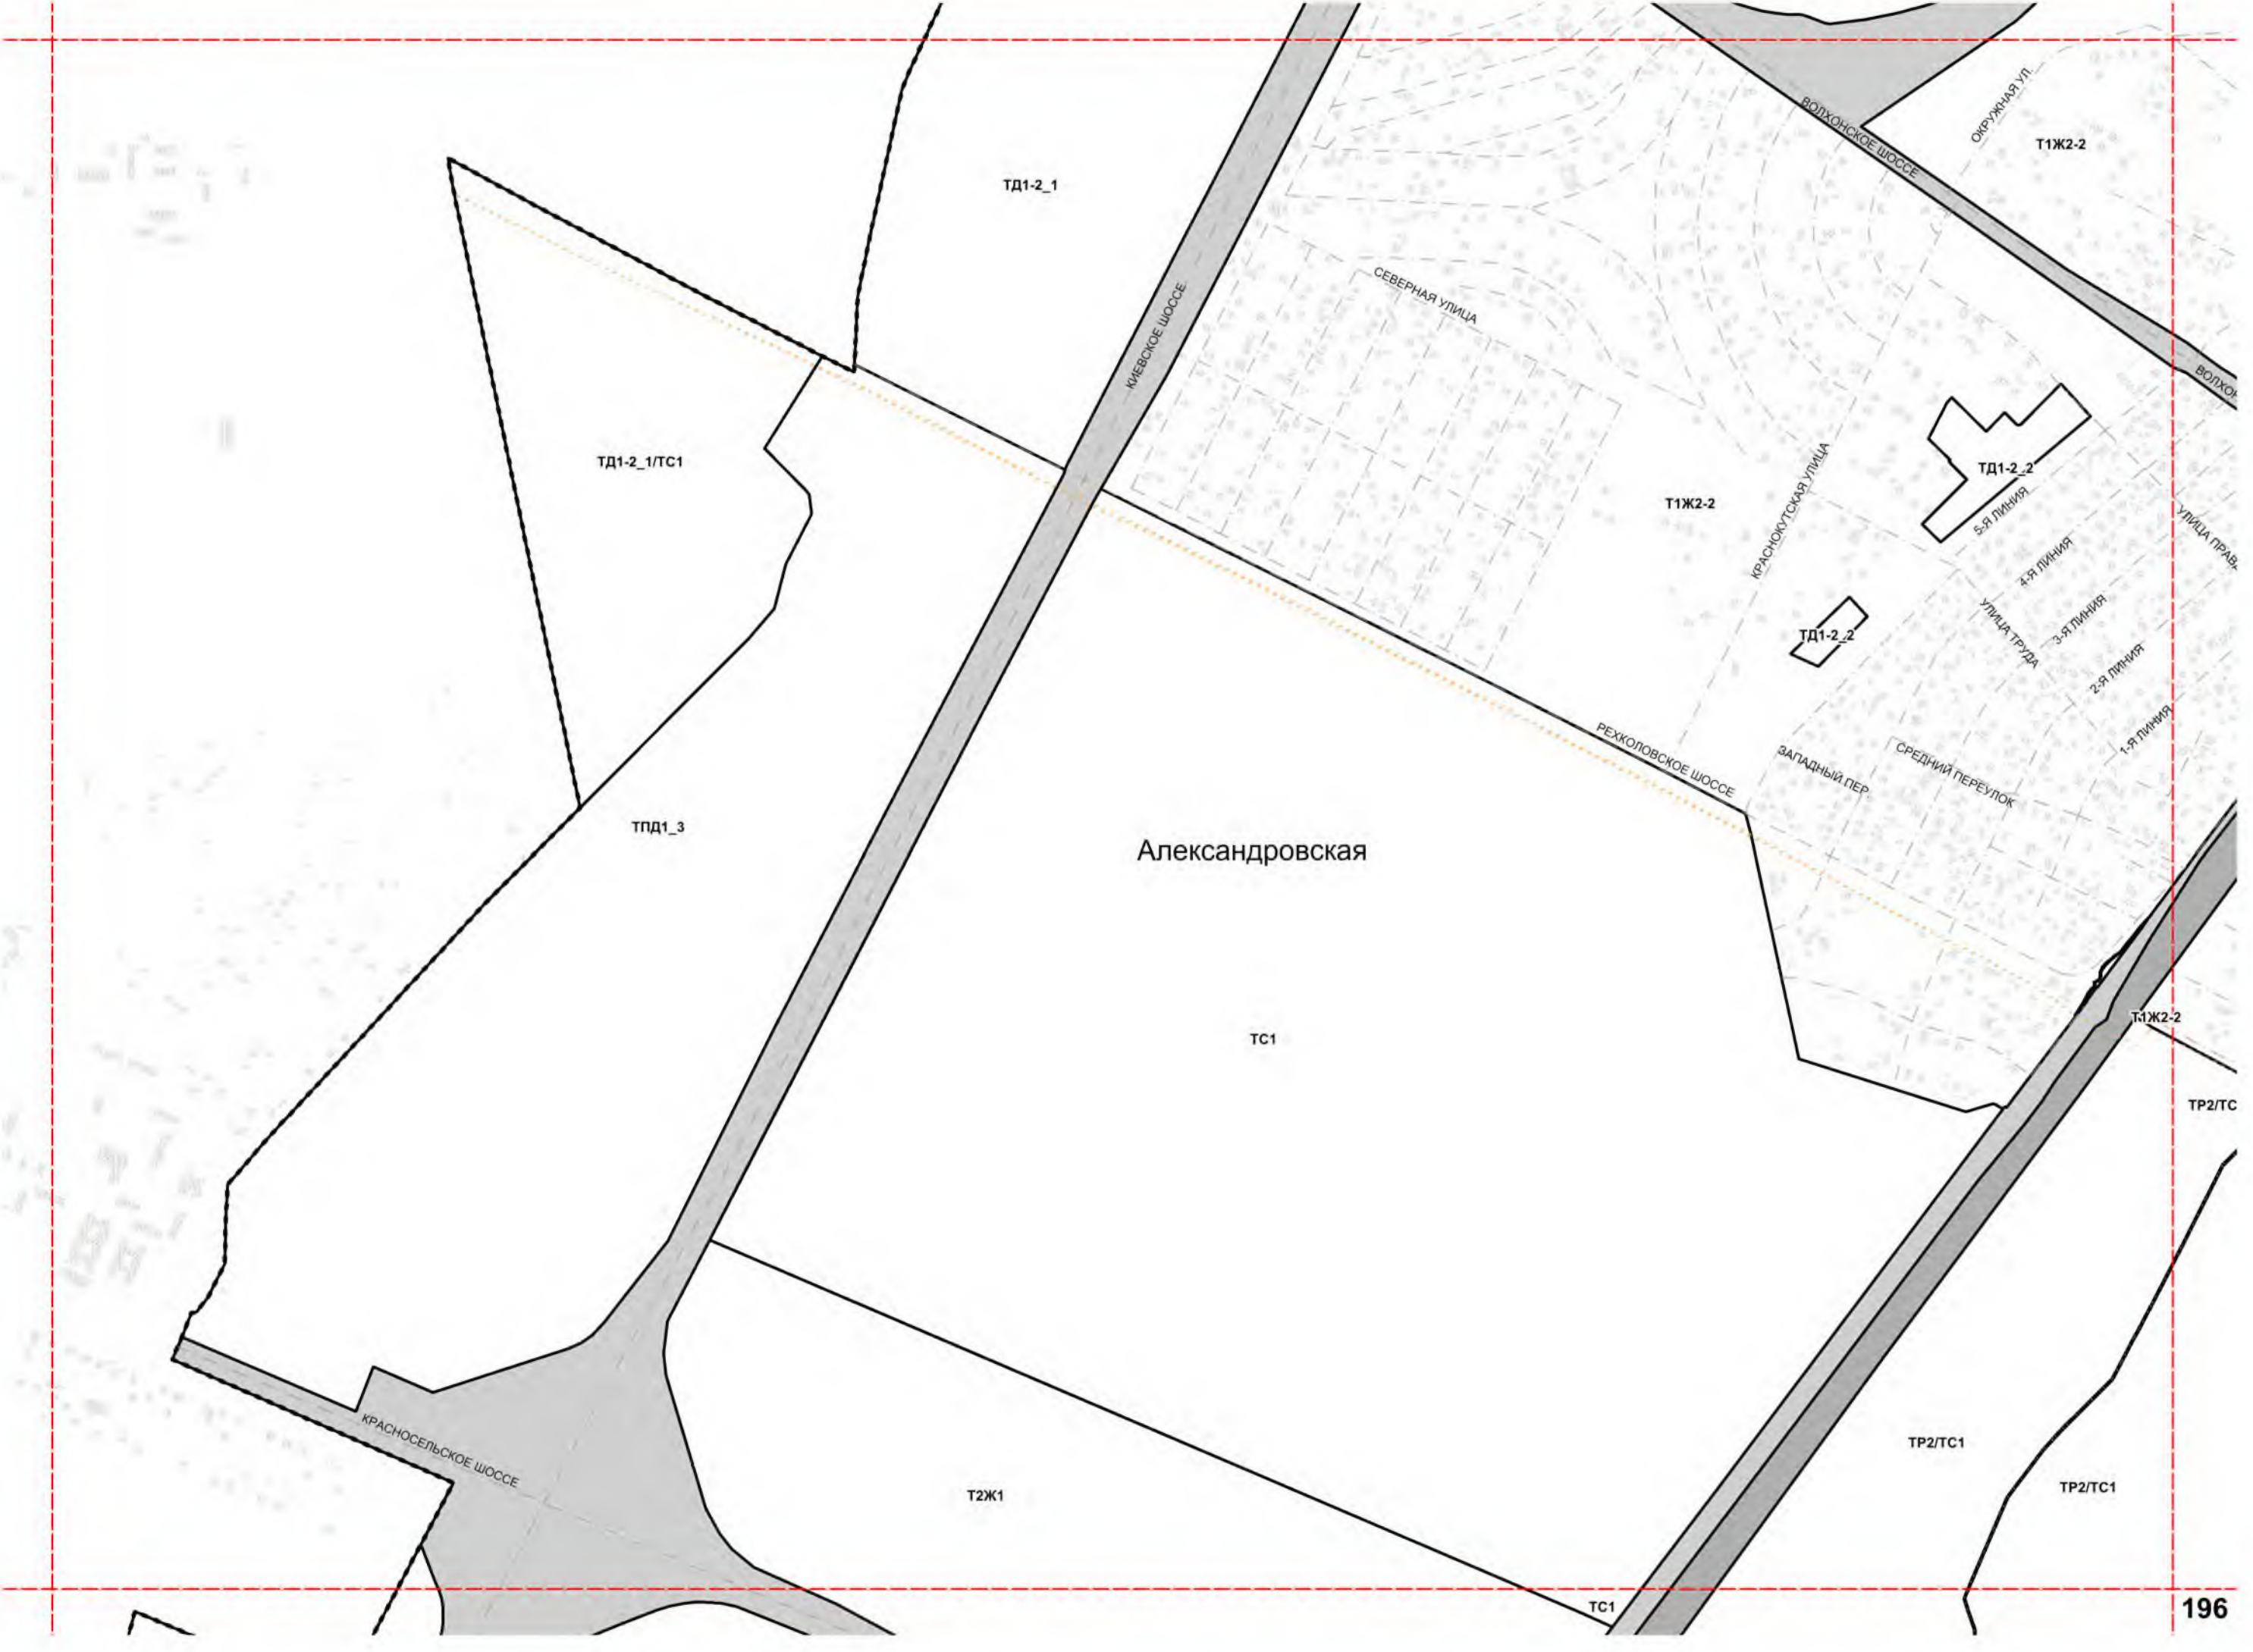 ОКРУЖНАЯ УЛ.
ВОЛХОНСКОЕ ШОССЕ
Т1Ж2-2
ТД1-2_1
КИЕВСКОЕ ШОССЕ
СЕВЕРНАЯ УЛИЦА
ТД1-2_1/ТС1
Т1Ж2-2
КРАСНОКУТСКАЯ УЛИЦА
ТД1-2_2
5-Я ЛИНИЯ
4-Я ЛИНИЯ
3-Я ЛИНИЯ
2-Я ЛИНИЯ
1-Я ЛИНИЯ
УЛИЦА ТРУДА
ТД1-2_2
РЕХКОЛОВСКОЕ ШОССЕ
ЗАПАДНЫЙ ПЕР.
СРЕДНИЙ ПЕРЕУЛОК
ТПД1_3
Александровская
ТС1
Т1Ж2-2
ТР2/ТС
КРАСНОСЕЛЬСКОЕ ШОССЕ
Т2Ж1
ТР2/ТС1
ТР2/ТС1
ТС1
196
УЛИЦА ПРАВ
ВОЛХО